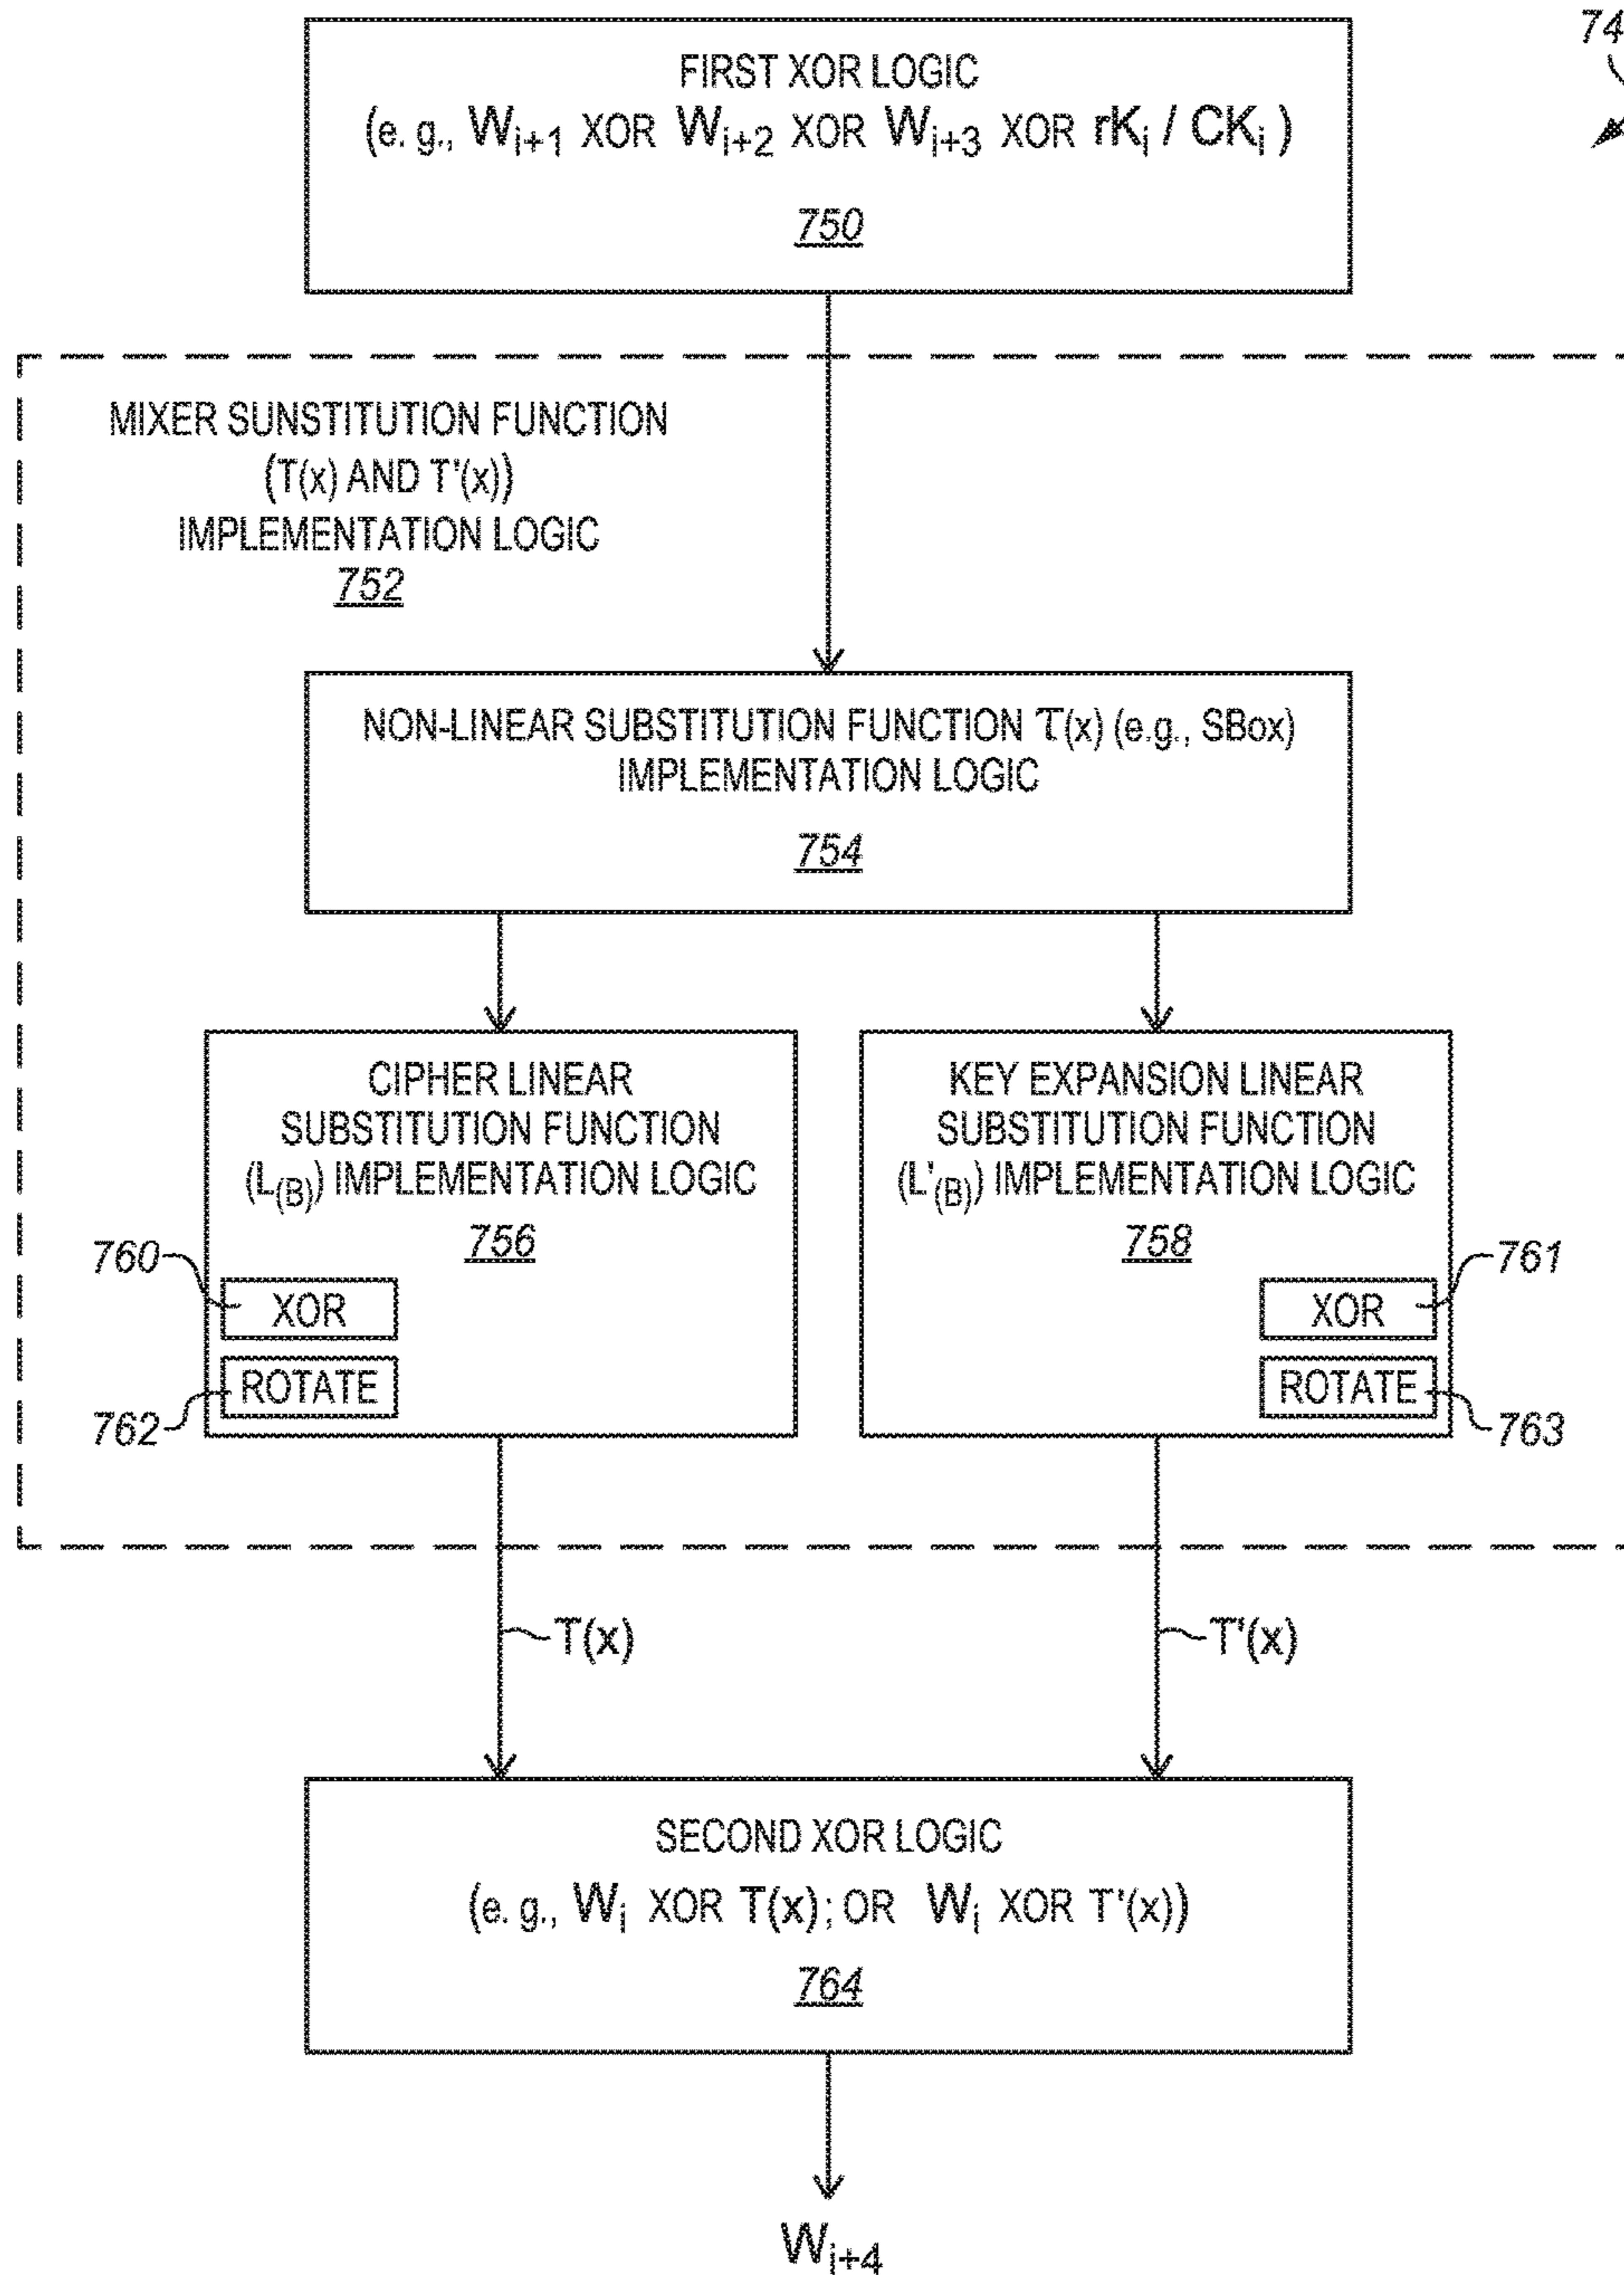 74
FIRST XOR LOGIC
(e. g., Wi+1 XOR Wi+2 XOR Wi+3 XOR rKi / CKi )
750
MIXER SUNSTITUTION FUNCTION
(T(x) AND T'(x))
IMPLEMENTATION LOGIC
752
NON-LINEAR SUBSTITUTION FUNCTION τ(x) (e.g., SBox)
IMPLEMENTATION LOGIC
754
CIPHER LINEAR
SUBSTITUTION FUNCTION
(L(B)) IMPLEMENTATION LOGIC
756
760
XOR
ROTATE
762
KEY EXPANSION LINEAR
SUBSTITUTION FUNCTION
(L'(B)) IMPLEMENTATION LOGIC
758
XOR
761
ROTATE
763
T(x)
T'(x)
SECOND XOR LOGIC
(e. g., Wi XOR T(x); OR Wi XOR T'(x))
764
Wi+4